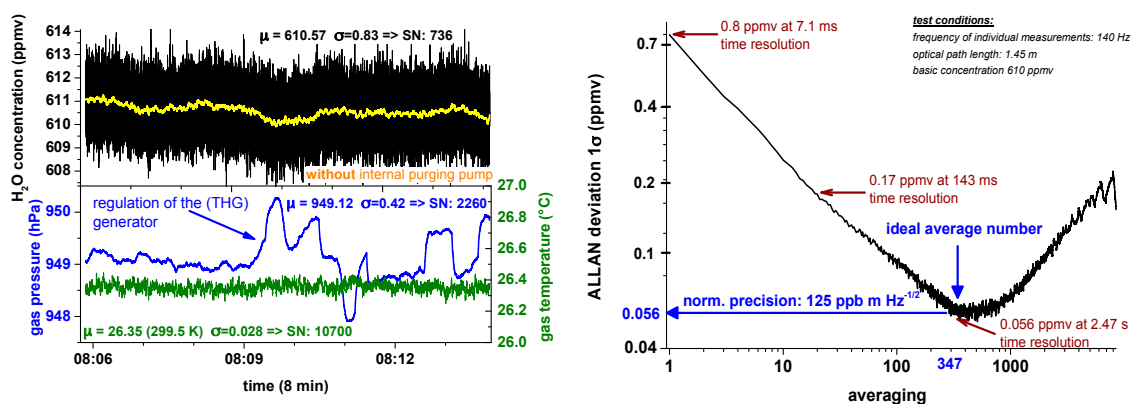 614
613
612
611
610
609
608
H₂O concentration (ppmv)
μ = 610.57 σ=0.83 => SN: 736
without internal purging pump
950
949
948
gas pressure (hPa)
regulation of the (THG)
generator
μ = 949.12 σ=0.42 => SN: 2260
μ = 26.35 (299.5 K) σ=0.028 => SN: 10700
27.0
26.8
26.6
26.4
26.2
26.0
gas temperature (°C)
08:06 08:09 08:12
time (8 min)
0.7
0.4
0.2
0.1
0.056
0.04
ALLAN deviation 1σ (ppmv)
0.8 ppmv at 7.1 ms
time resolution
test conditions:
frequency of individual measurements: 140 Hz
optical path length: 1.45 m
basic concentration 610 ppmv
0.17 ppmv at 143 ms
time resolution
ideal average number
norm. precision: 125 ppb m Hz⁻¹/²
0.056 ppmv at 2.47 s
time resolution
1 10 100 347 1000
averaging